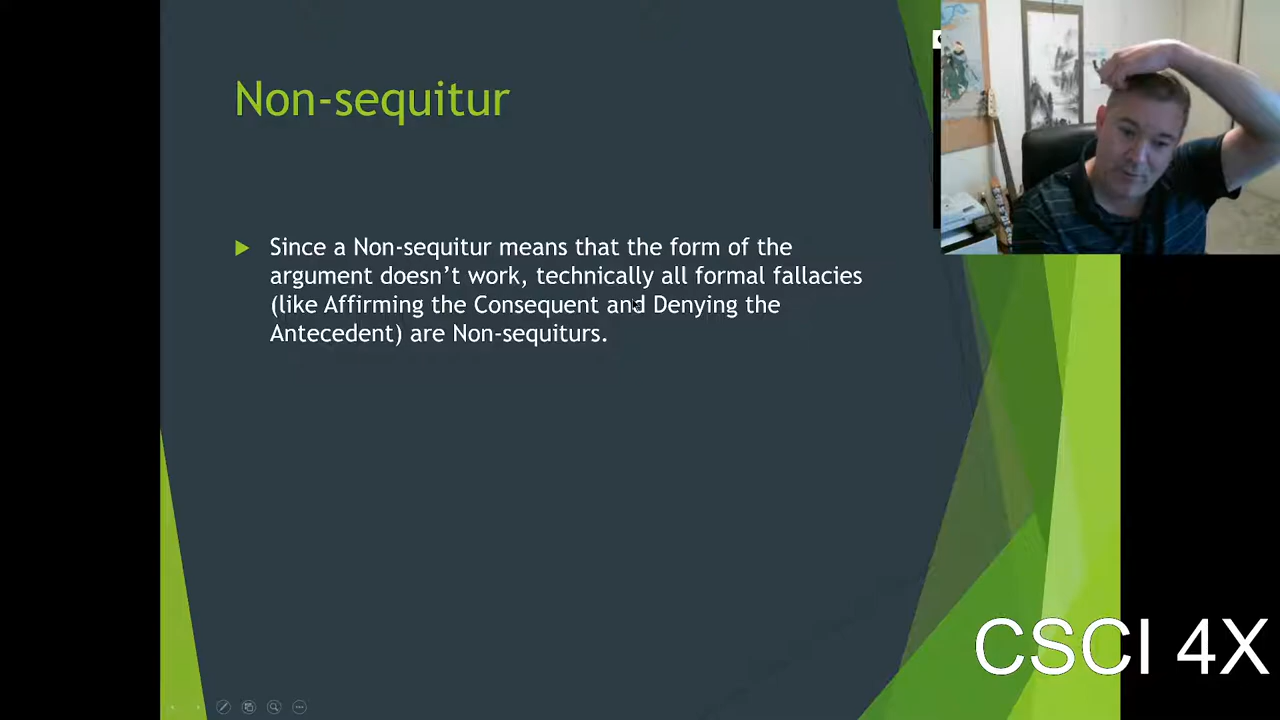 Non-sequitur
Since a Non-sequitur means that the form of the
argument doesn't work, technically all formal fallacies
(like Affirming the Consequent and Denying the
Antecedent) are Non-sequiturs.
CSCI 4X